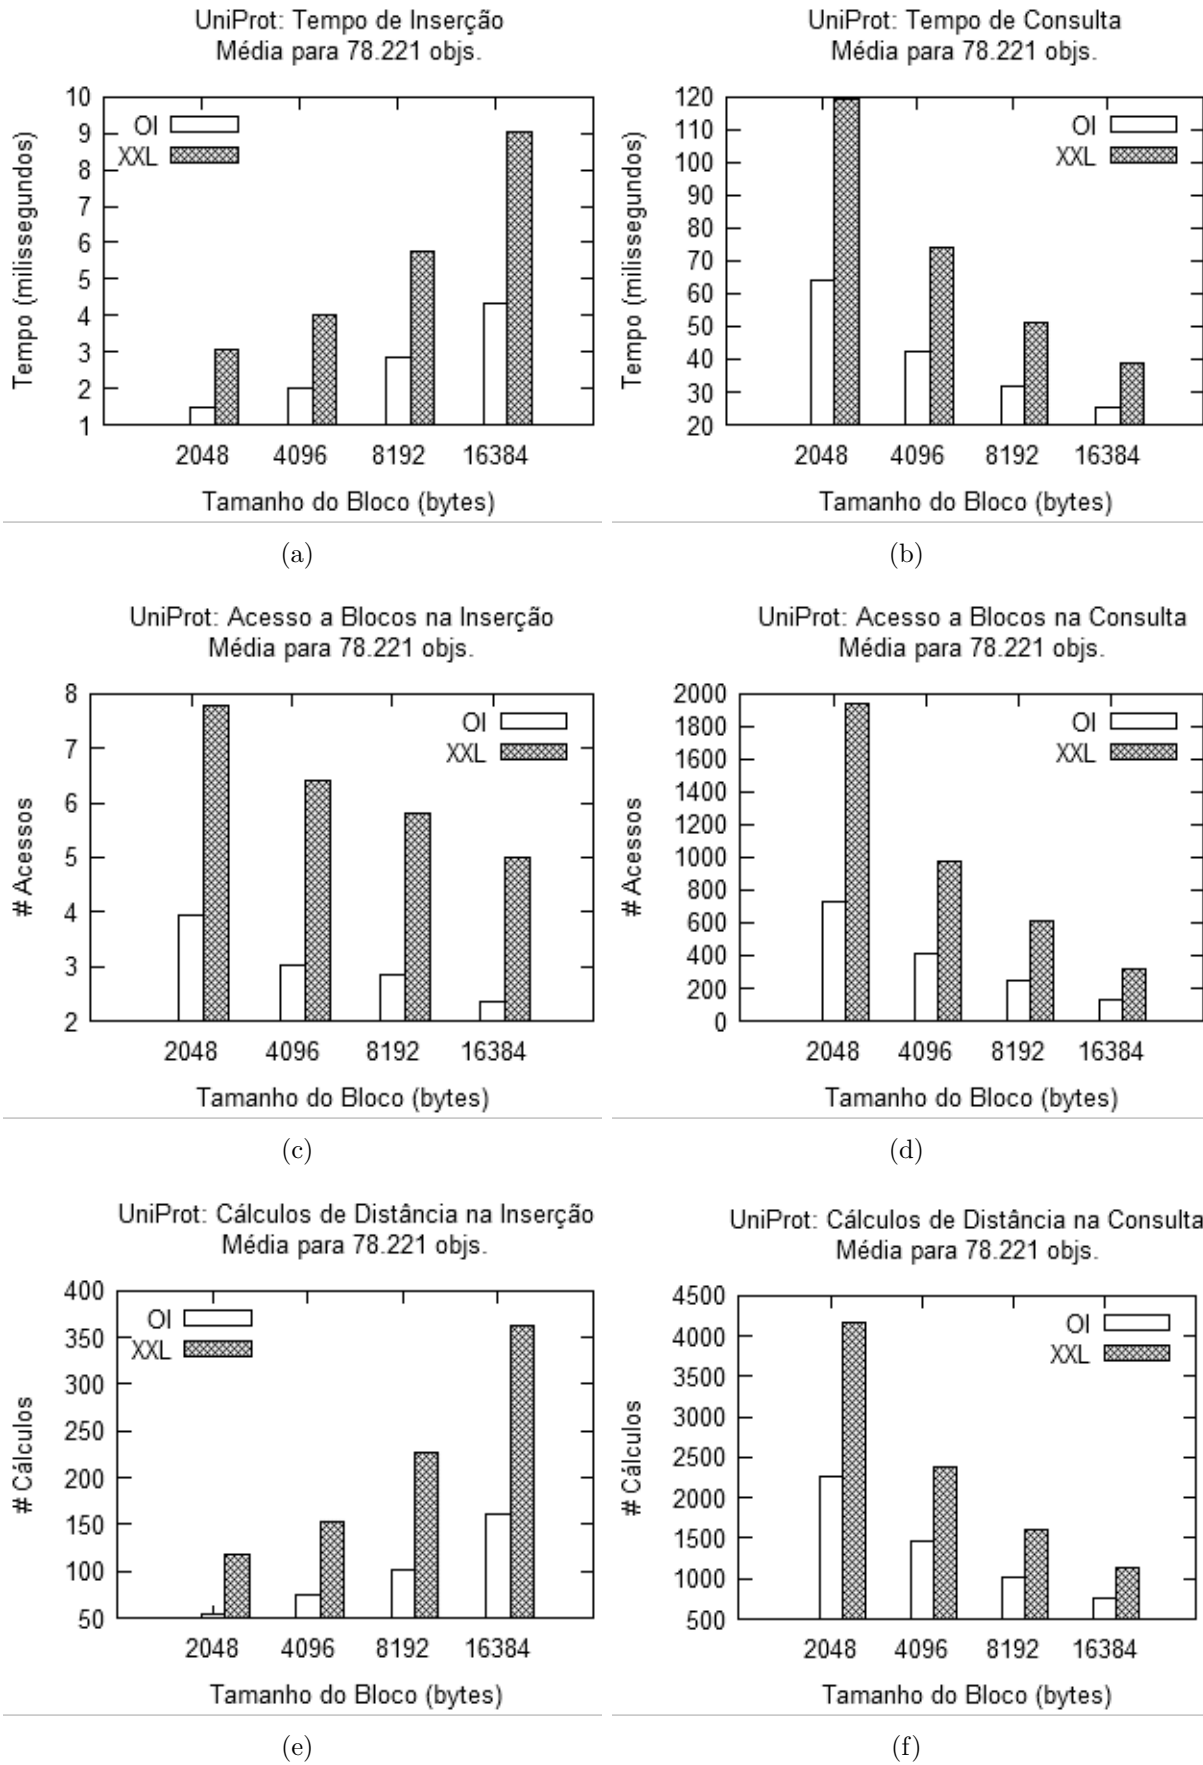 UniProt: Tempo de Inserção
Média para 78.221 objs.
Tempo (milissegundos)
10
9
8
7
6
5
4
3
2
1
OI
XXL
2048 4096 8192 16384
Tamanho do Bloco (bytes)
(a)
UniProt: Tempo de Consulta
Média para 78.221 objs.
Tempo (milissegundos)
120
110
100
90
80
70
60
50
40
30
20
OI
XXL
2048 4096 8192 16384
Tamanho do Bloco (bytes)
(b)
UniProt: Acesso a Blocos na Inserção
Média para 78.221 objs.
# Acessos
8
7
6
5
4
3
2
OI
XXL
2048 4096 8192 16384
Tamanho do Bloco (bytes)
(c)
UniProt: Acesso a Blocos na Consulta
Média para 78.221 objs.
# Acessos
2000
1800
1600
1400
1200
1000
800
600
400
200
0
OI
XXL
2048 4096 8192 16384
Tamanho do Bloco (bytes)
(d)
UniProt: Cálculos de Distância na Inserção
Média para 78.221 objs.
# Cálculos
400
350
300
250
200
150
100
50
OI
XXL
2048 4096 8192 16384
Tamanho do Bloco (bytes)
(e)
UniProt: Cálculos de Distância na Consulta
Média para 78.221 objs.
# Cálculos
4500
4000
3500
3000
2500
2000
1500
1000
500
OI
XXL
2048 4096 8192 16384
Tamanho do Bloco (bytes)
(f)